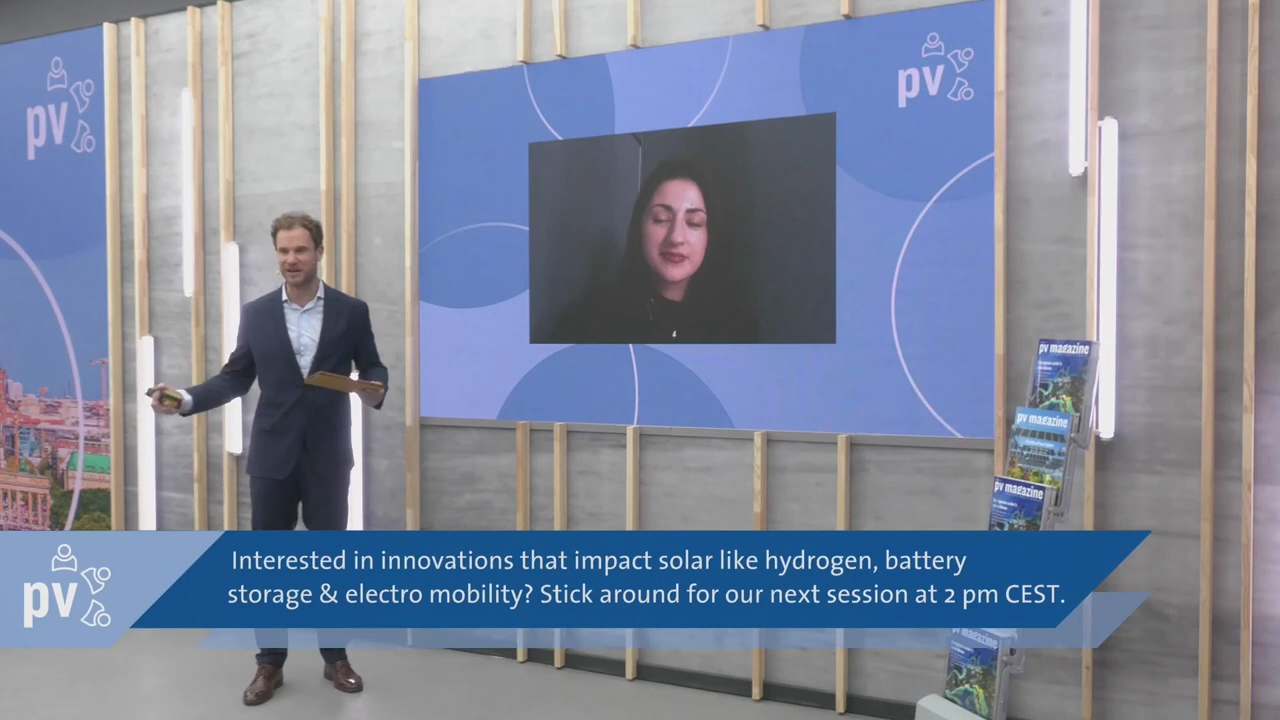 pv
pv
pv magazine
pv magazine
pv magazine
Interested in innovations that impact solar like hydrogen, battery
storage & electro mobility? Stick around for our next session at 2 pm CEST.
pv
pv magazine